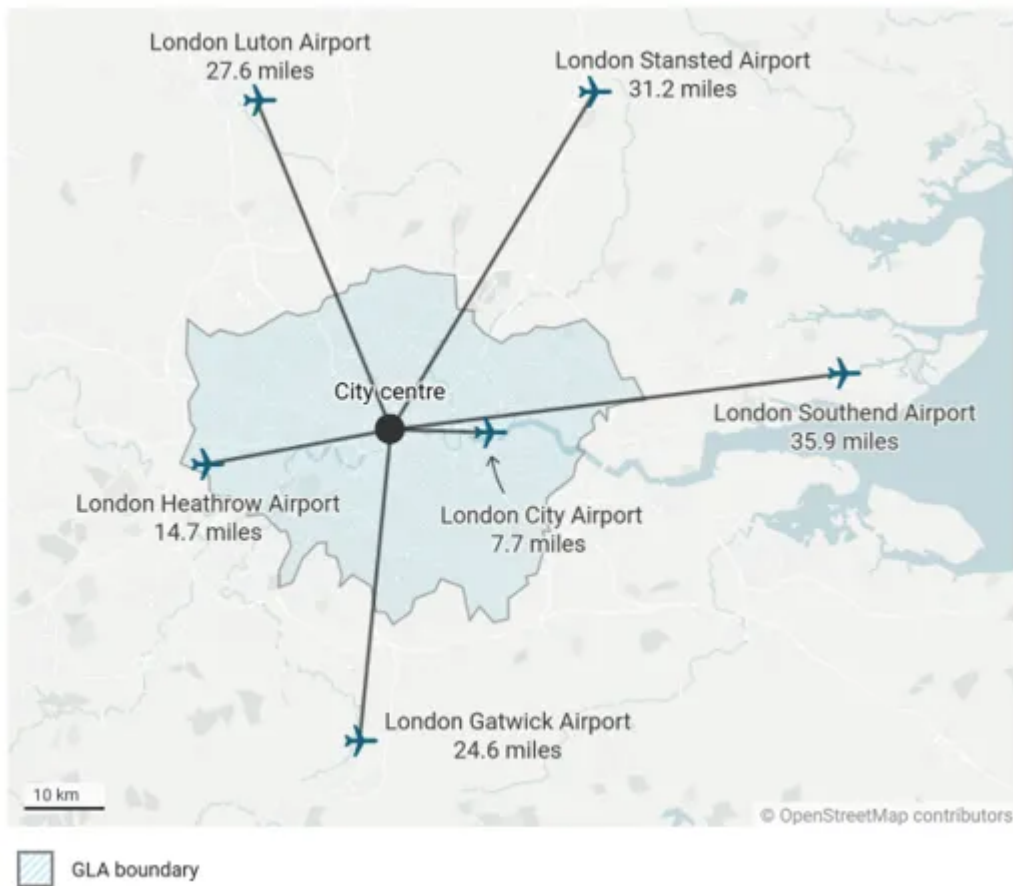 London Luton Airport
27.6 miles
London Stansted Airport
31.2 miles
City centre
London Southend Airport
35.9 miles
London Heathrow Airport
14.7 miles
London City Airport
7.7 miles
London Gatwick Airport
24.6 miles
10 km
© OpenStreetMap contributors
GLA boundary